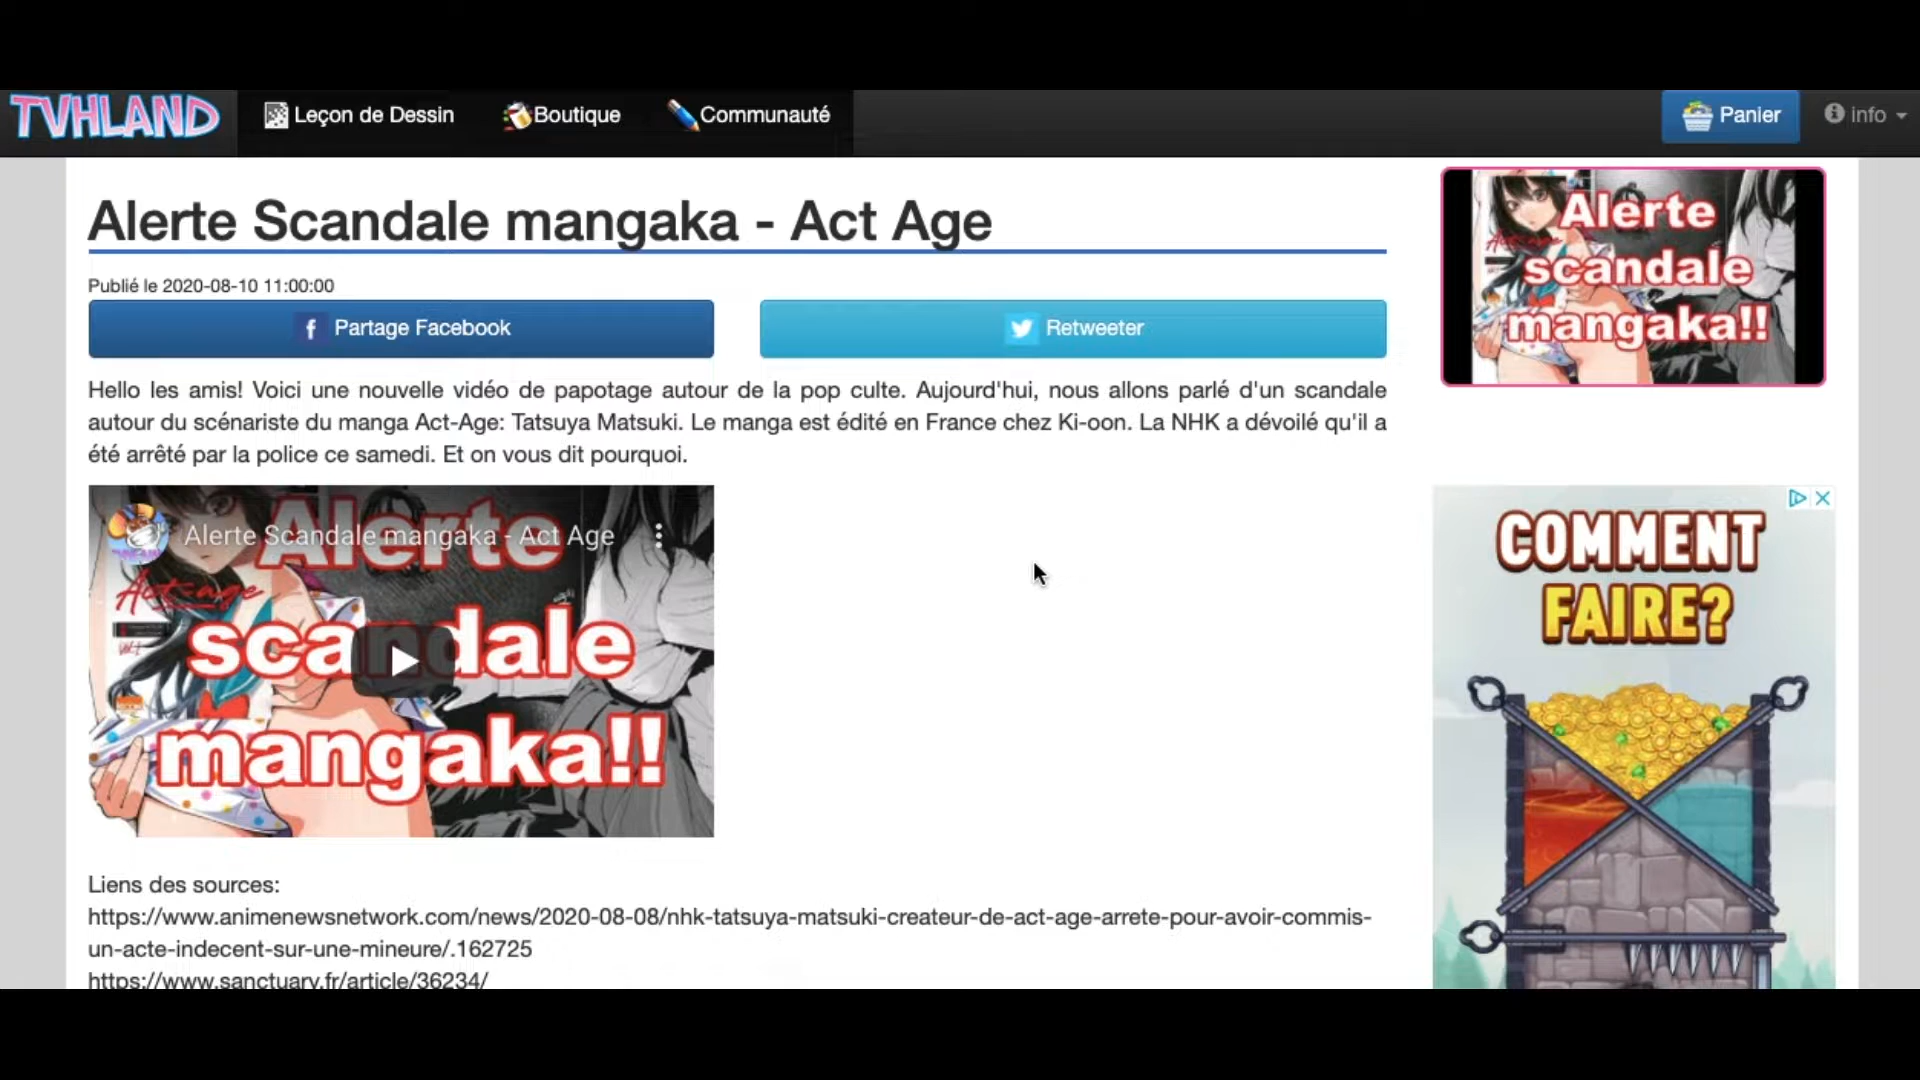 TVHLAND
Leçon de Dessin
Boutique
Communauté
Panier
info
Alerte Scandale mangaka - Act Age
Publié le 2020-08-10 11:00:00
Partage Facebook
Retweeter
Hello les amis! Voici une nouvelle vidéo de papotage autour de la pop culte. Aujourd'hui, nous allons parlé d'un scandale
autour du scénariste du manga Act-Age: Tatsuya Matsuki. Le manga est édité en France chez Ki-oon. La NHK a dévoilé qu'il a
été arrêté par la police ce samedi. Et on vous dit pourquoi.
Alerte Scandale mangaka - Act Age
Act-age
Alerte
scandale
mangaka!!
Liens des sources:
https://www.animenewsnetwork.com/news/2020-08-08/nhk-tatsuya-matsuki-createur-de-act-age-arrete-pour-avoir-commis-
un-acte-indecent-sur-une-mineure/.162725
https://www.sanctuary.fr/article/36234/
Act-age
Alerte
scandale
mangaka!!
COMMENT
FAIRE?